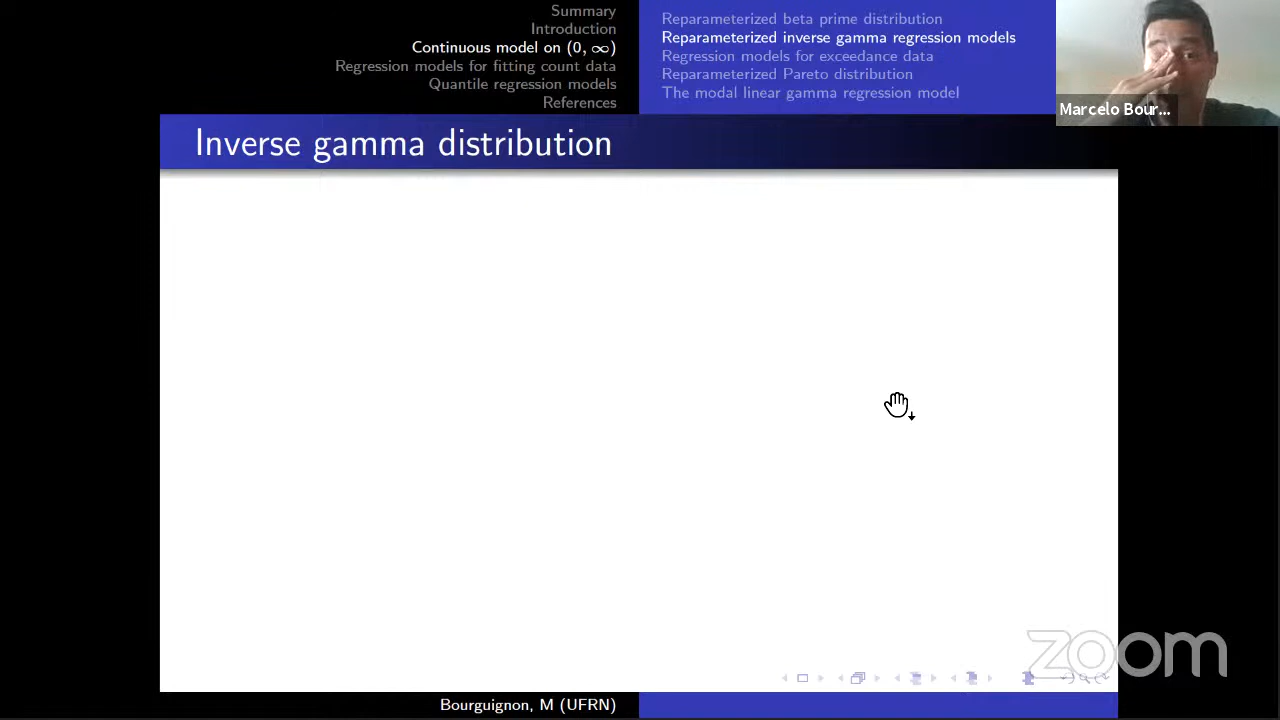 Summary
Introduction
Continuous model on (0, ∞)
Regression models for fitting count data
Quantile regression models
References
Reparameterized beta prime distribution
Reparameterized inverse gamma regression models
Regression models for exceedance data
Reparameterized Pareto distribution
The modal linear gamma regression model
Marcelo Bour...
Inverse gamma distribution
zoom
Bourguignon, M (UFRN)